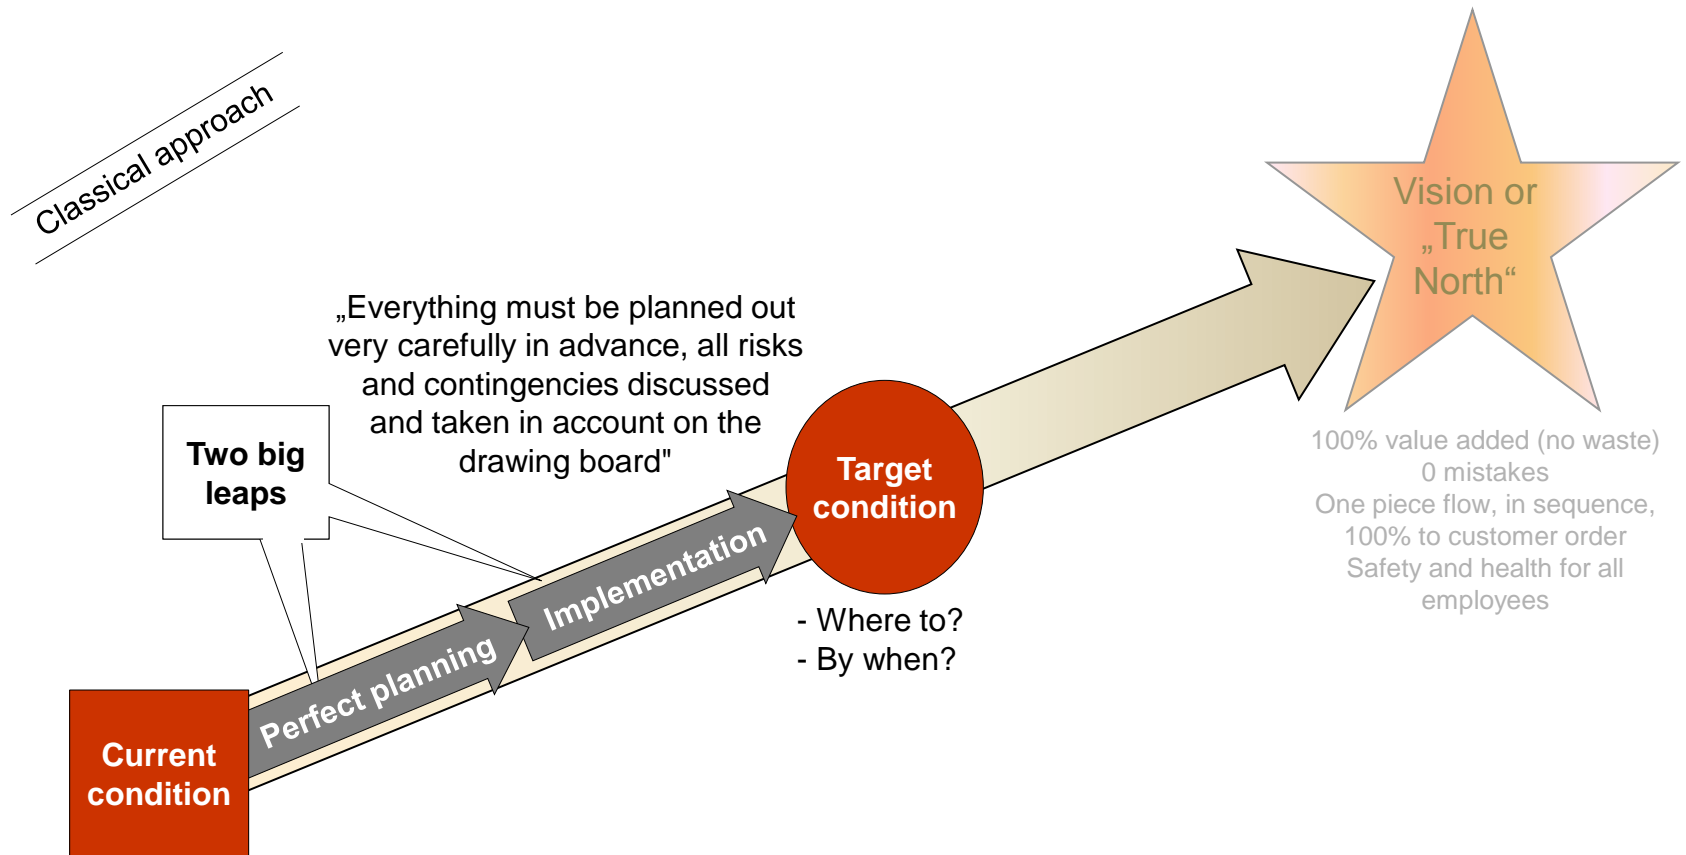 Classical approach
Vision or
„True
North“
„Everything must be planned out
very carefully in advance, all risks
and contingencies discussed
and taken in account on the
drawing board"
Two big
leaps
Target
condition
100% value added (no waste)
0 mistakes
One piece flow, in sequence,
100% to customer order
Safety and health for all
employees
Implementation
- Where to?
- By when?
Perfect planning
Current
condition